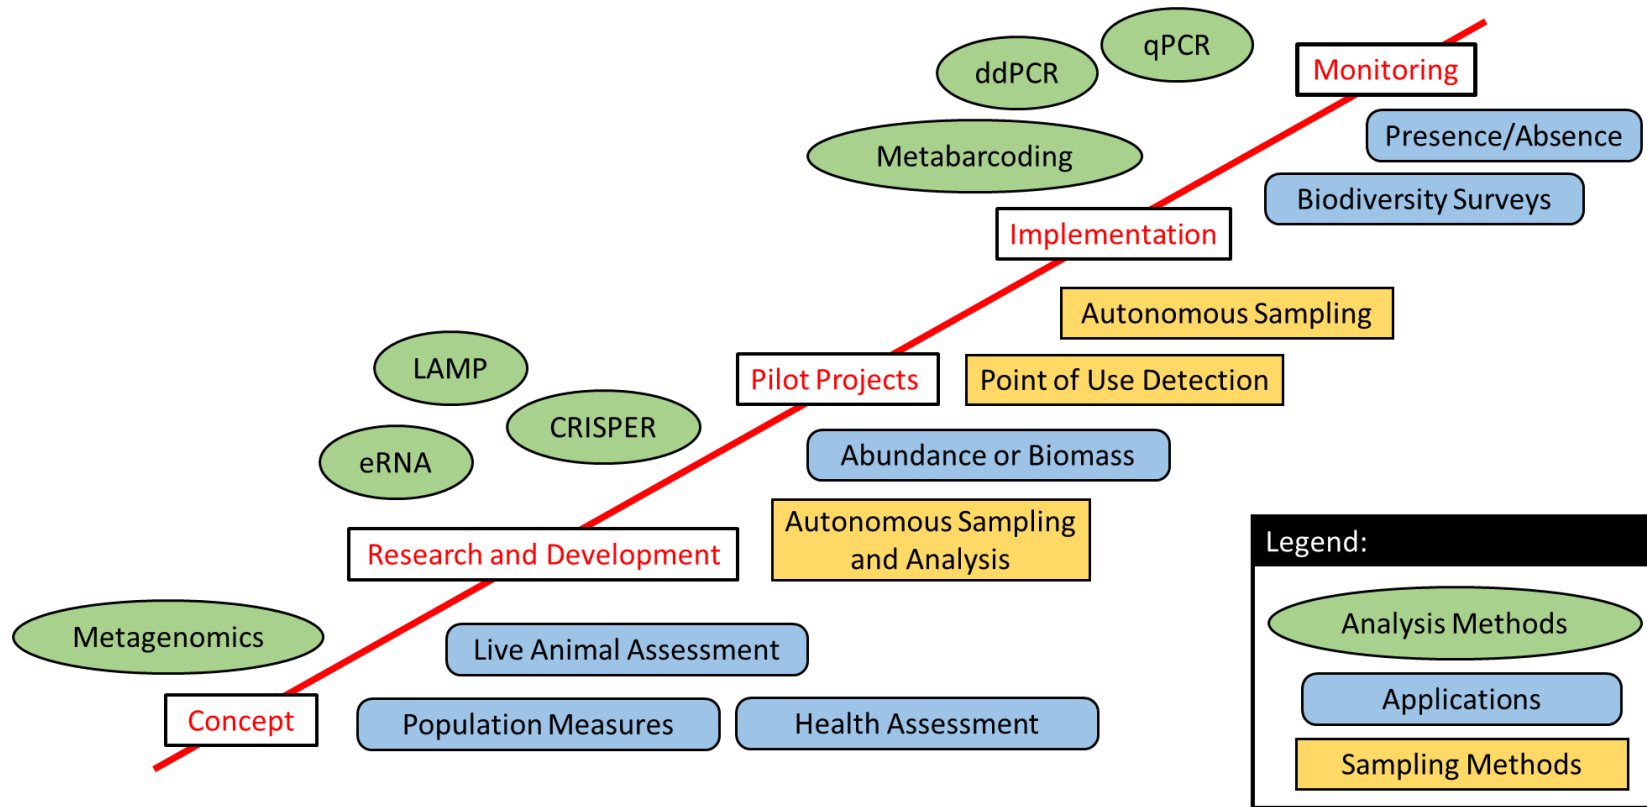 qPCR
ddPCR
Monitoring
Presence/Absence
Metabarcoding
Biodiversity Surveys
Implementation
Autonomous Sampling
LAMP
Pilot Projects
Point of Use Detection
CRISPER
Abundance or Biomass
eRNA
Autonomous Sampling
and Analysis
Research and Development
Metagenomics
Live Animal Assessment
Concept
Population Measures
Health Assessment
Legend:
Analysis Methods
Applications
Sampling Methods